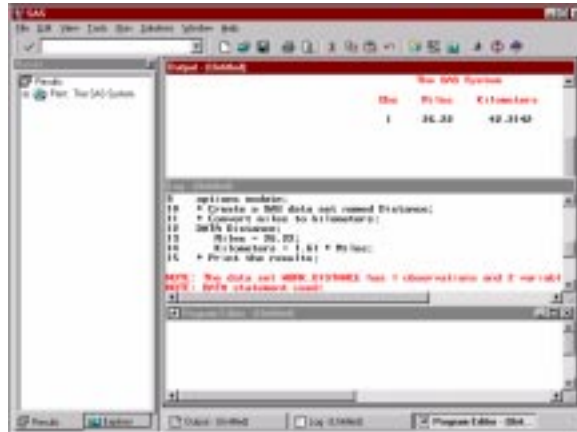 SAS
File Edit View Tools Run Solutions Window Help
Results
Print: The SAS System
Output - (Untitled)
The SAS System
Obs Miles Kilometers
1 26.22 42.2142
Log - (Untitled)
9 options nodate;
10 * Create a SAS data set named Distance;
11 * Convert miles to kilometers;
12 DATA Distance;
13 Miles = 26.22;
14 Kilometers = 1.61 * Miles;
15 * Print the results;
NOTE: The data set WORK.DISTANCE has 1 observations and 2 variabl
NOTE: DATA statement used:
Program Editor - (Untitled)
Results
Explorer
Output - (Untitled)
Log - (Untitled)
Program Editor - (Unt...